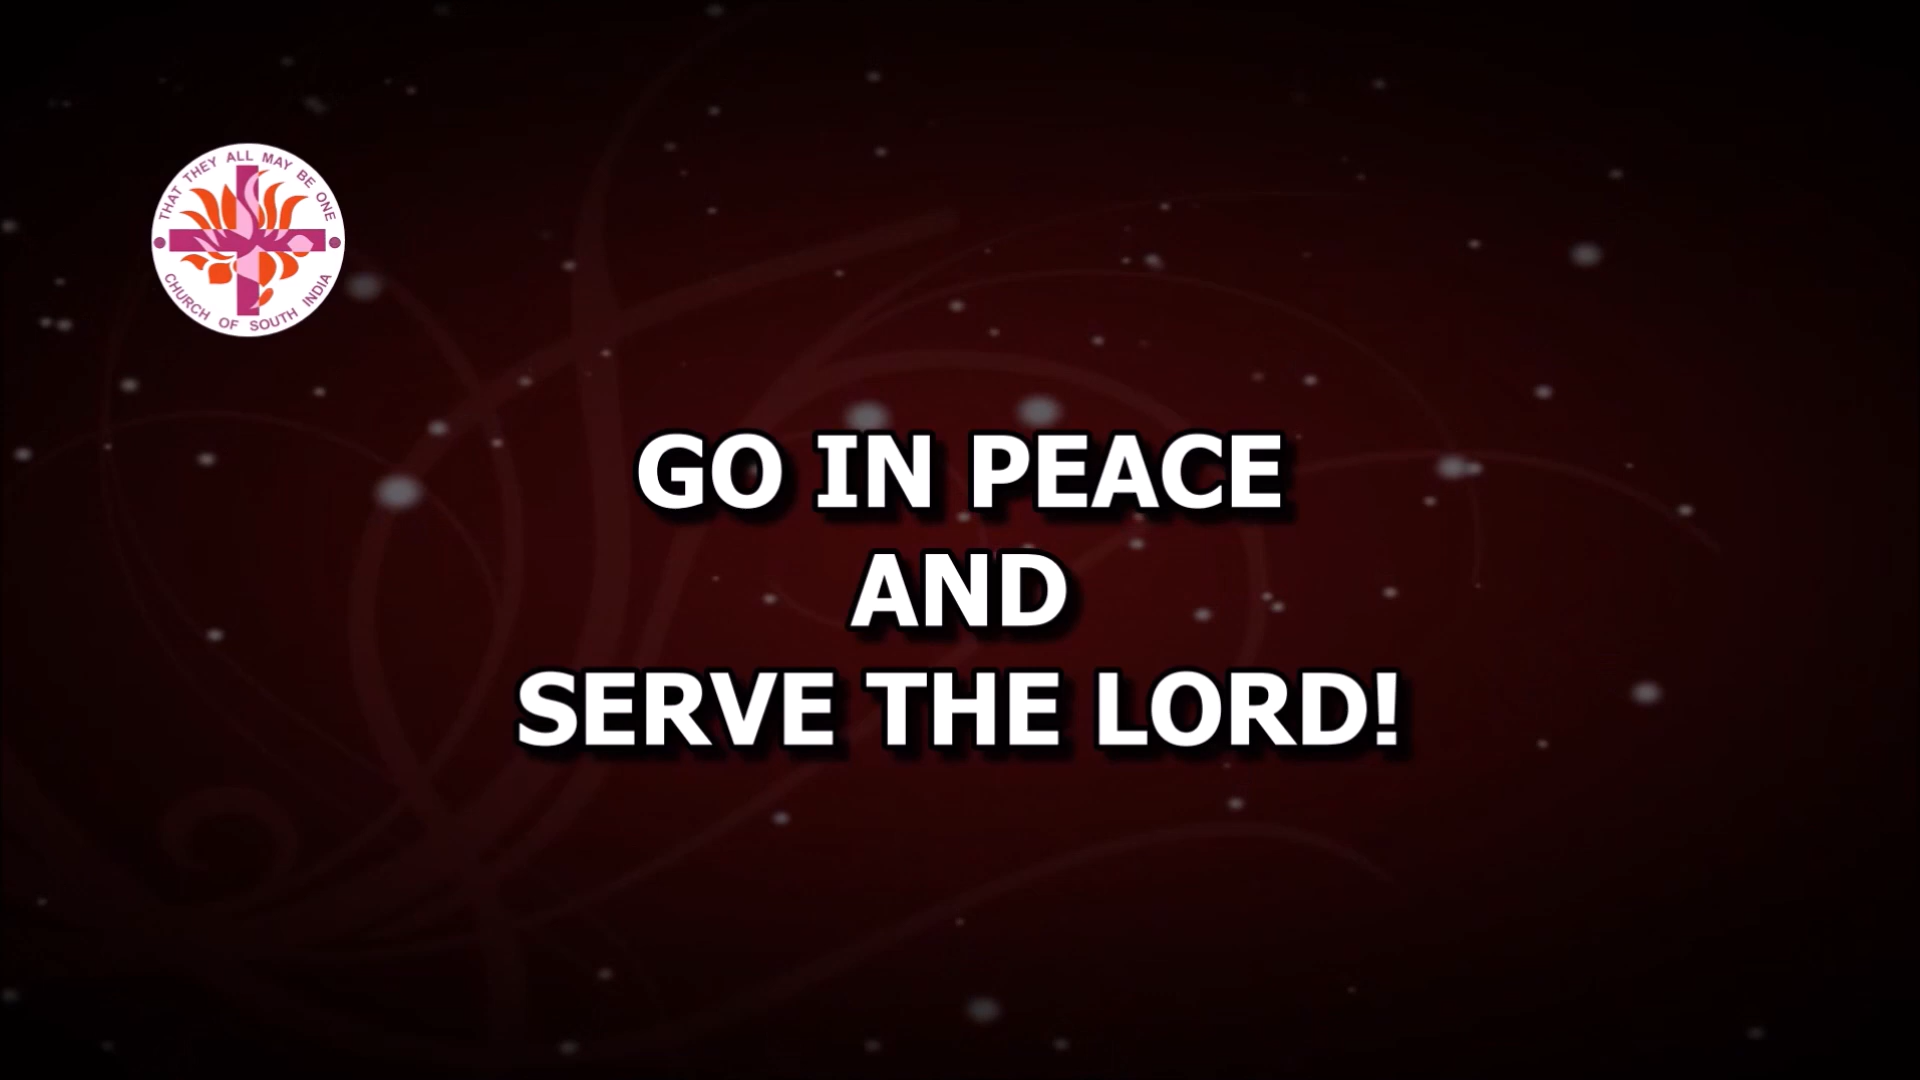 THAT THEY ALL MAY BE ONE
CHURCH OF SOUTH INDIA
GO IN PEACE
AND
SERVE THE LORD!